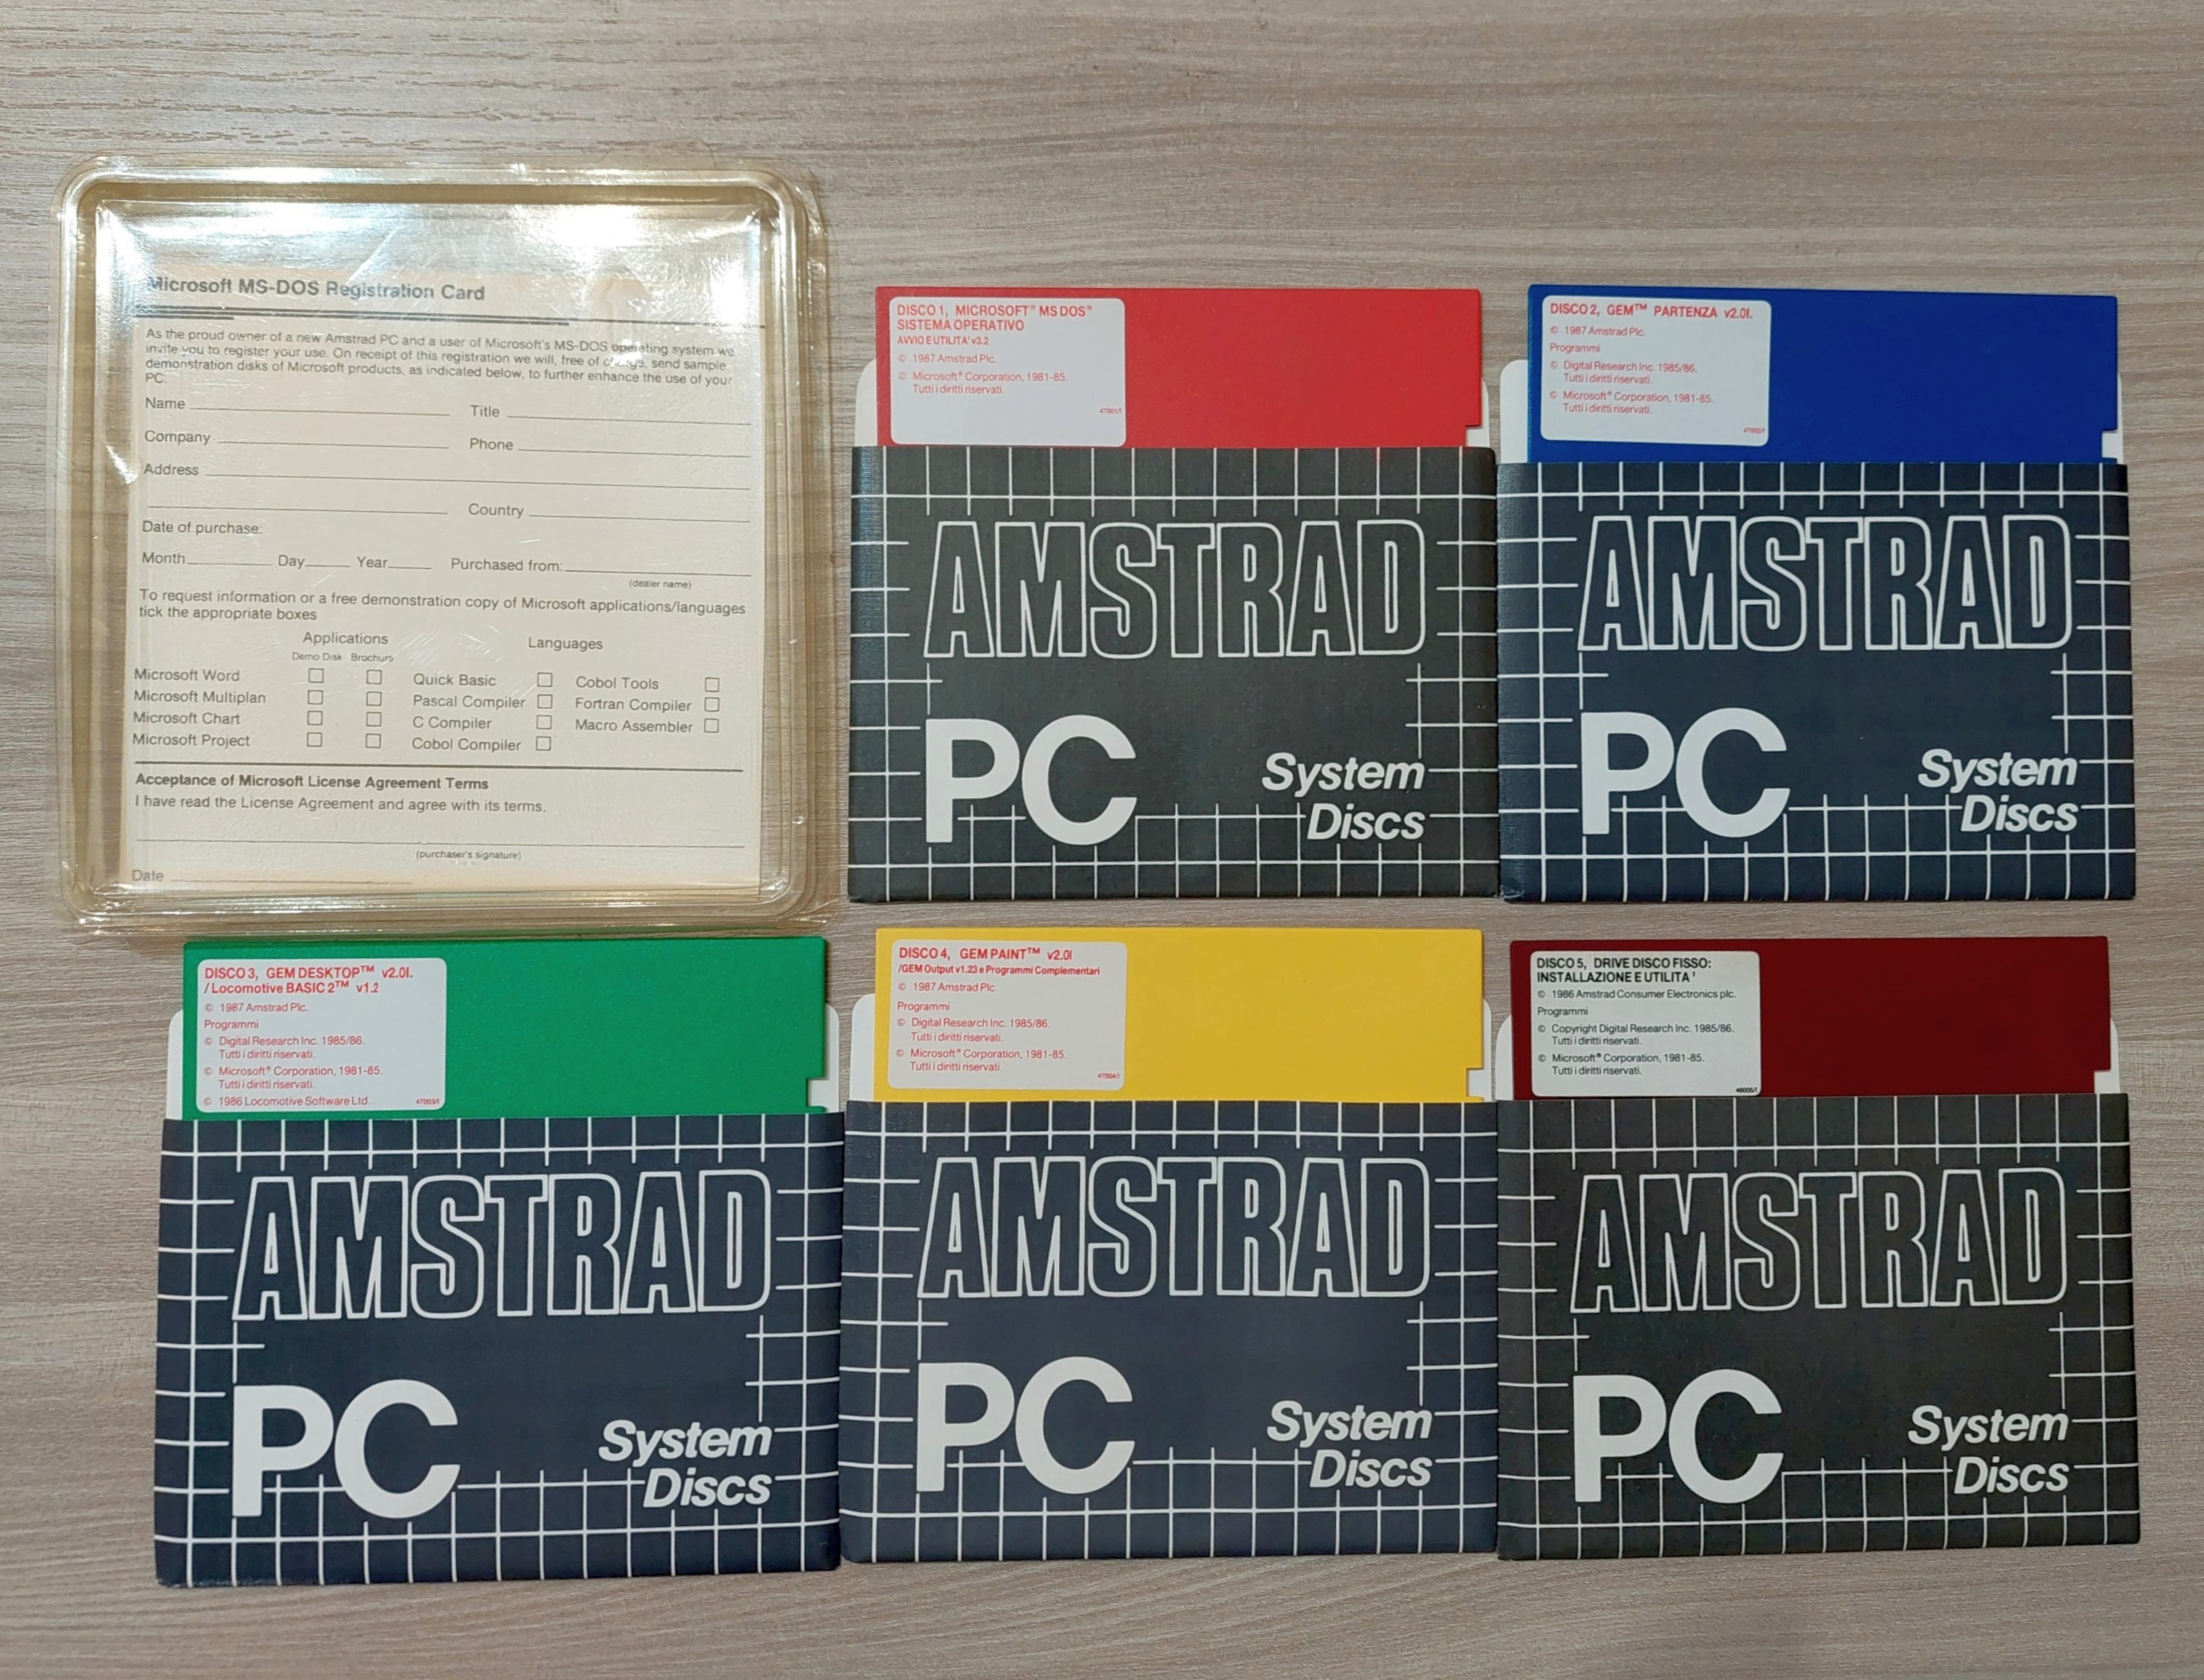 Microsoft MS-DOS Registration Card
As the proud owner of a new Amstrad PC and a user of Microsoft's MS-DOS operating system we
invite you to register your use. On receipt of this registration we will, free of charge, send sample
demonstration disks of Microsoft products, as indicated below, to further enhance the use of your
PC.
Name Title
Company Phone
Address
Country
Date of purchase:
Month Day Year Purchased from:
(dealer name)
To request information or a free demonstration copy of Microsoft applications/languages
tick the appropriate boxes
Applications Languages
Demo Disk Brochure
Microsoft Word Quick Basic Cobol Tools
Microsoft Multiplan Pascal Compiler Fortran Compiler
Microsoft Chart C Compiler Macro Assembler
Microsoft Project Cobol Compiler
Acceptance of Microsoft License Agreement Terms
I have read the License Agreement and agree with its terms.
(purchaser's signature)
Date
DISCO 1, MICROSOFT® MS DOS®
SISTEMA OPERATIVO
AVVIO E UTILITA' v3.2
© 1987 Amstrad Plc.
© Microsoft® Corporation, 1981-85.
Tutti i diritti riservati.
47001/1
AMSTRAD
PC
System
Discs
DISCO 2, GEM™ PARTENZA v2.01.
© 1987 Amstrad Plc.
Programmi
© Digital Research Inc. 1985/86.
Tutti i diritti riservati.
© Microsoft® Corporation, 1981-85.
Tutti i diritti riservati.
47002/1
AMSTRAD
PC
System
Discs
DISCO 3, GEM DESKTOP™ v2.01.
/ Locomotive BASIC 2™ v1.2
© 1987 Amstrad Plc.
Programmi
© Digital Research Inc. 1985/86.
Tutti i diritti riservati.
© Microsoft® Corporation, 1981-85.
Tutti i diritti riservati.
© 1986 Locomotive Software Ltd.
47003/1
AMSTRAD
PC
System
Discs
DISCO 4, GEM PAINT™ v2.01
/GEM Output v1.23 e Programmi Complementari
© 1987 Amstrad Plc.
Programmi
© Digital Research Inc. 1985/86.
Tutti i diritti riservati.
© Microsoft® Corporation, 1981-85.
Tutti i diritti riservati.
47004/1
AMSTRAD
PC
System
Discs
DISCO 5, DRIVE DISCO FISSO:
INSTALLAZIONE E UTILITA'
© 1986 Amstrad Consumer Electronics plc.
Programmi
© Copyright Digital Research Inc. 1985/86.
Tutti i diritti riservati.
© Microsoft® Corporation, 1981-85.
Tutti i diritti riservati.
46005/1
AMSTRAD
PC
System
Discs